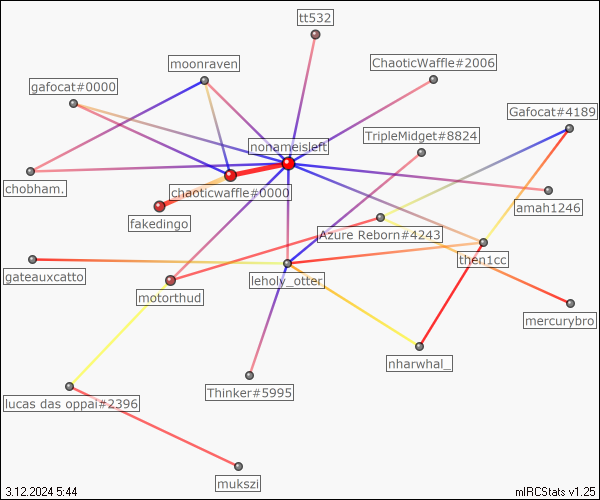 tt532
moonraven
ChaoticWaffle#2006
gafocat#0000
Gafocat#4189
TripleMidget#8824
nonameisleft
chobham.
chaoticwaffle#0000
amah1246
fakedingo
Azure Reborn#4243
then1cc
gateauxcatto
leholy_otter
motorthud
mercurybro
nharwhal_
Thinker#5995
lucas das oppai#2396
mukszi
3.12.2024 5:44
mIRCStats v1.25